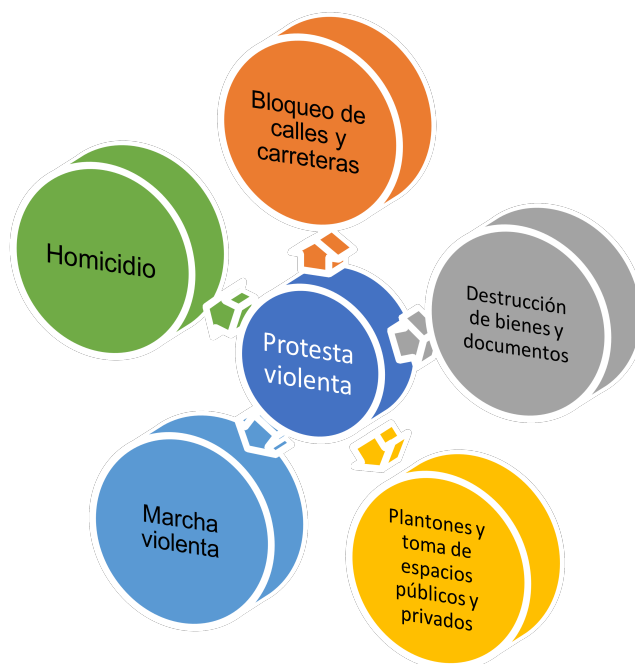 Bloqueo de
calles y
carreteras
Homicidio
Destrucción
de bienes y
documentos
Protesta
violenta
Marcha
violenta
Plantones y
toma de
espacios
públicos y
privados